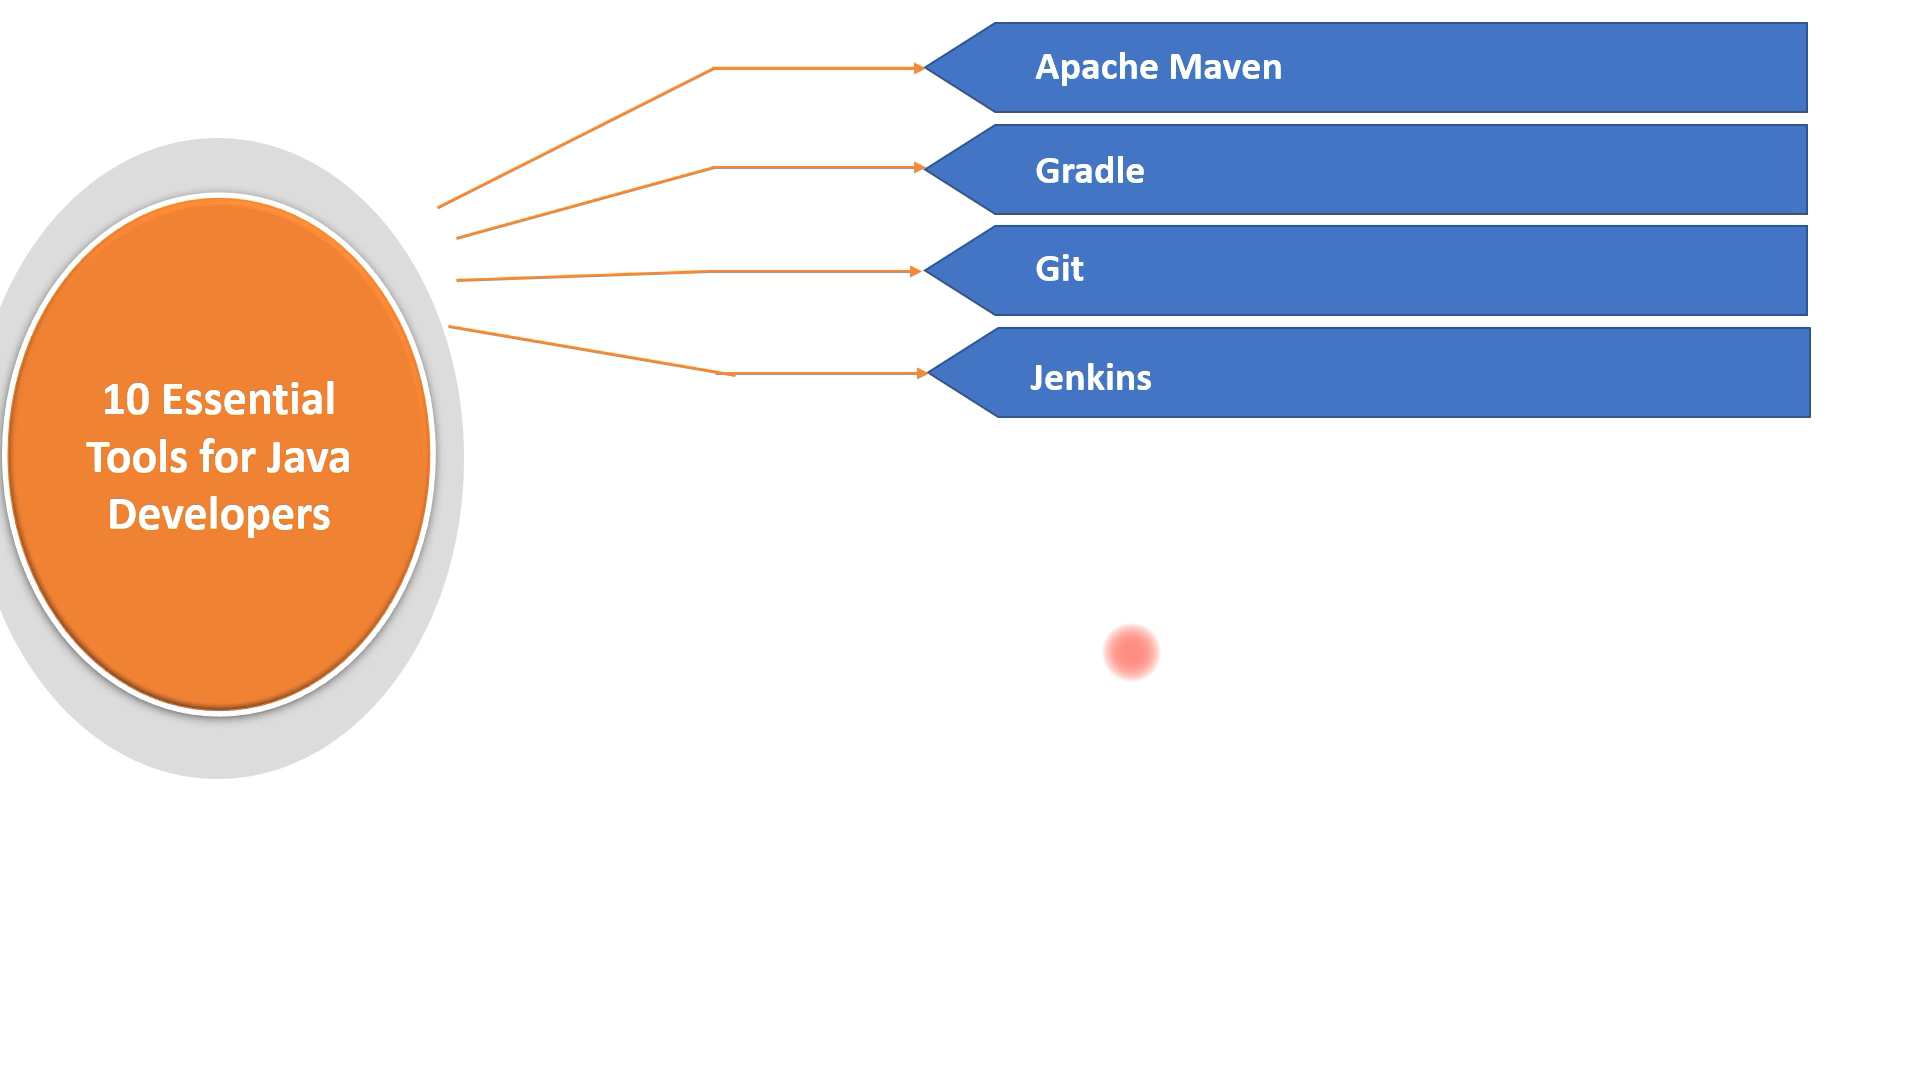 10 Essential
Tools for Java
Developers
Apache Maven
Gradle
Git
Jenkins